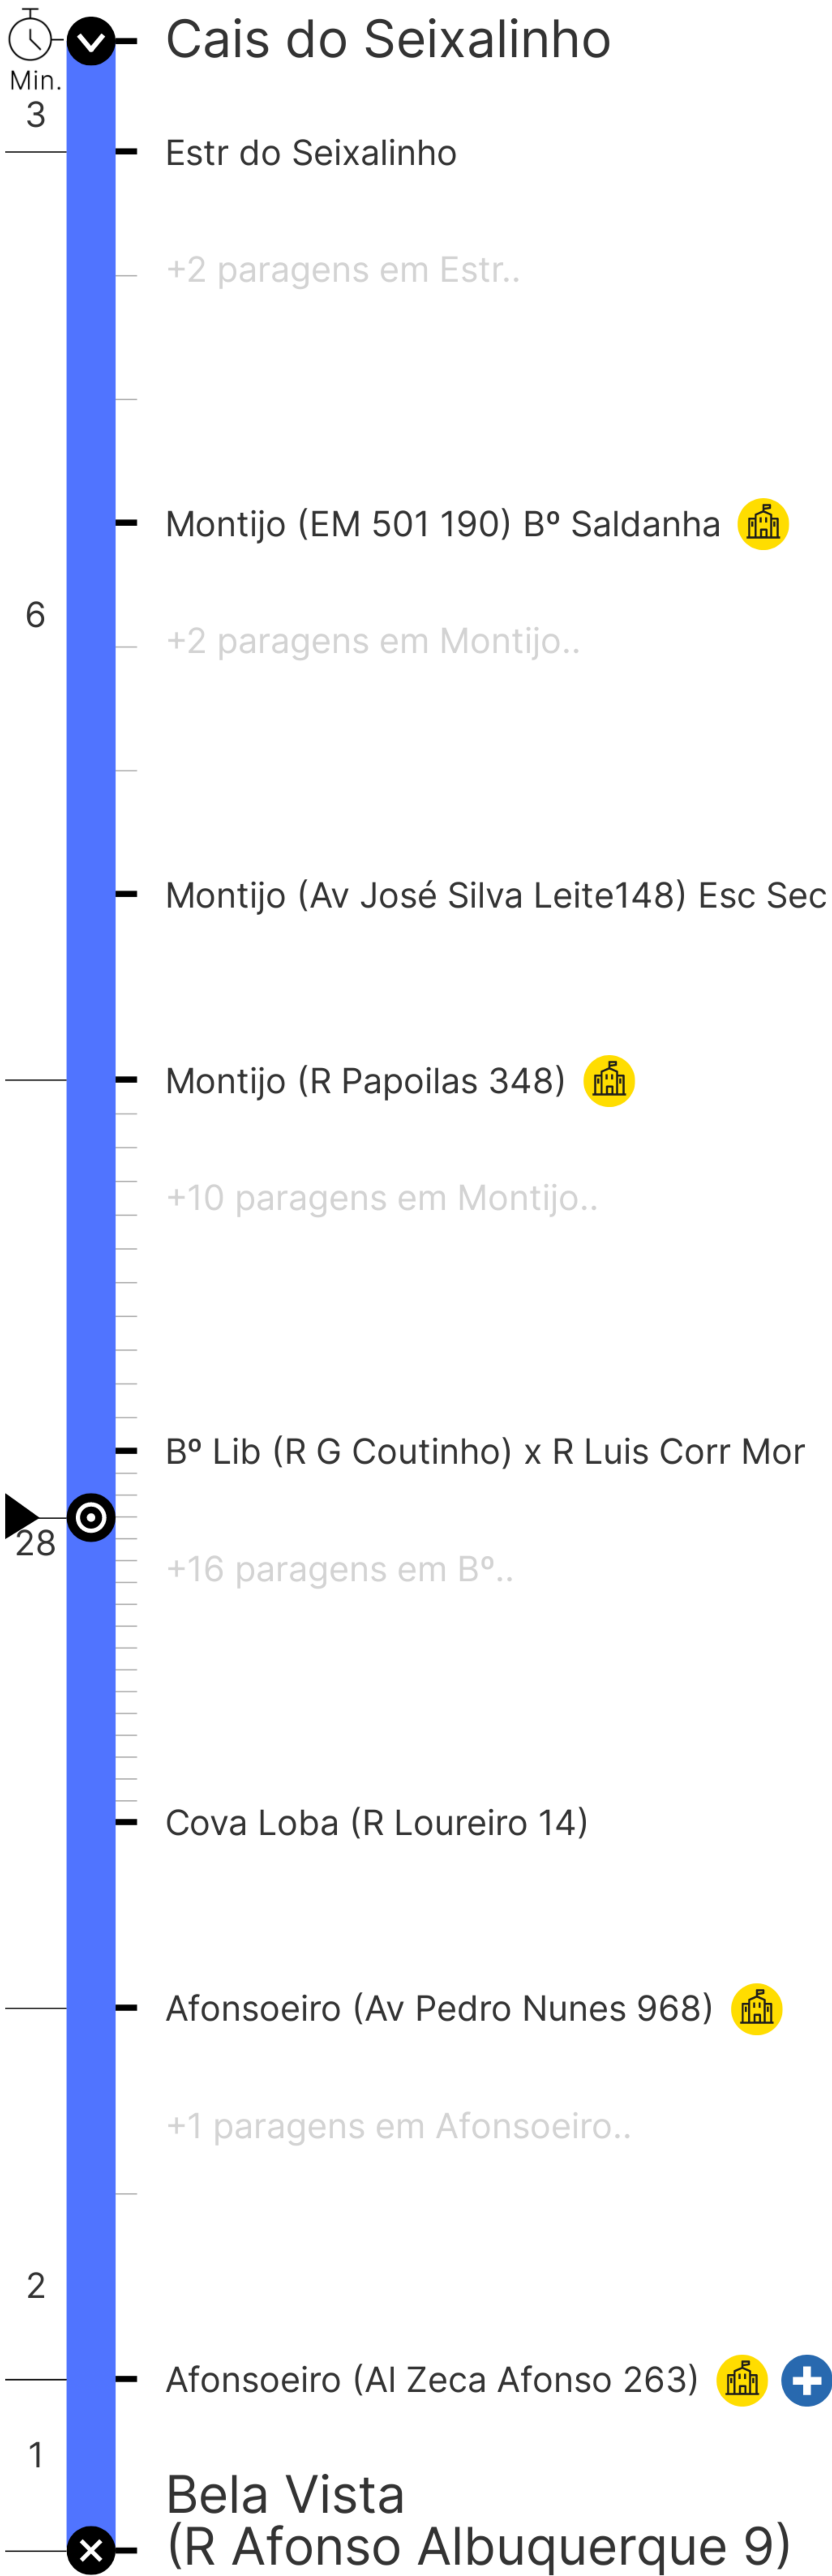 Cais do Seixalinho
Min.
3
Estr do Seixalinho
+2 paragens em Estr..
Montijo (EM 501 190) Bº Saldanha
6
+2 paragens em Montijo..
Montijo (Av José Silva Leite148) Esc Sec
Montijo (R Papoilas 348)
+10 paragens em Montijo..
Bº Lib (R G Coutinho) x R Luis Corr Mor
28
+16 paragens em Bº..
Cova Loba (R Loureiro 14)
Afonsoeiro (Av Pedro Nunes 968)
+1 paragens em Afonsoeiro..
2
Afonsoeiro (Al Zeca Afonso 263)
1
Bela Vista
(R Afonso Albuquerque 9)